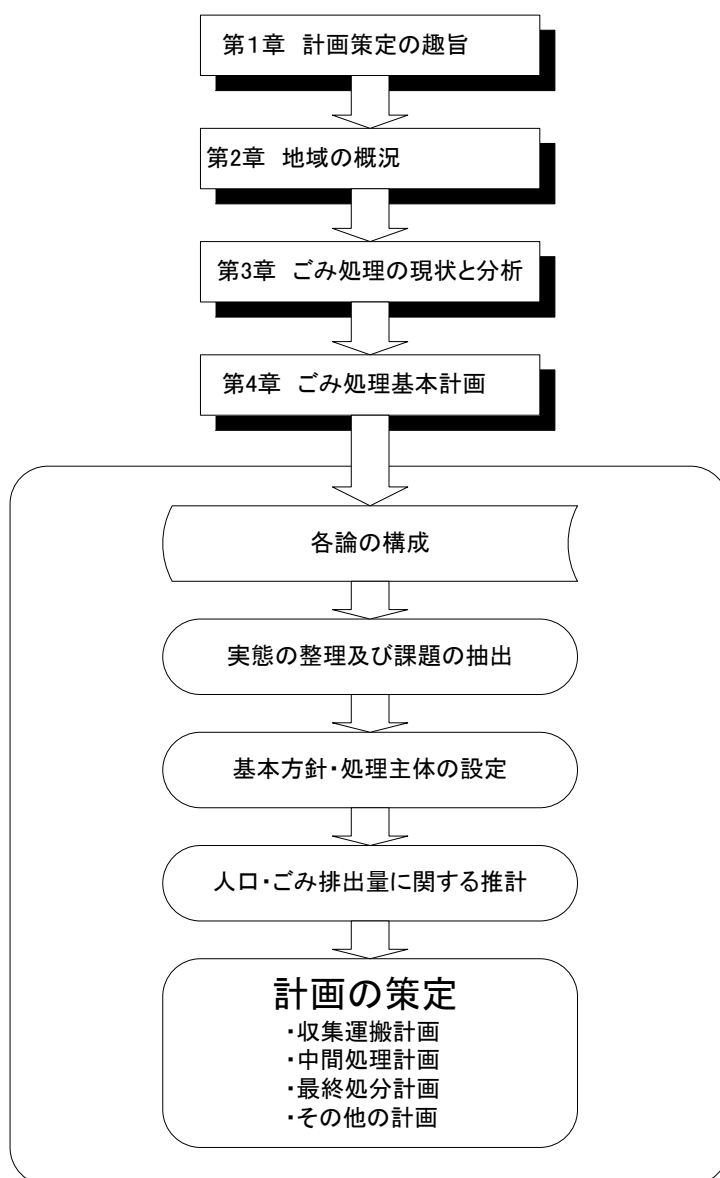 第1章 計画策定の趣旨
第2章 地域の概況
第3章 ごみ処理の現状と分析
第4章 ごみ処理基本計画
各論の構成
実態の整理及び課題の抽出
基本方針・処理主体の設定
人口・ごみ排出量に関する推計
計画の策定
・収集運搬計画
・中間処理計画
・最終処分計画
・その他の計画